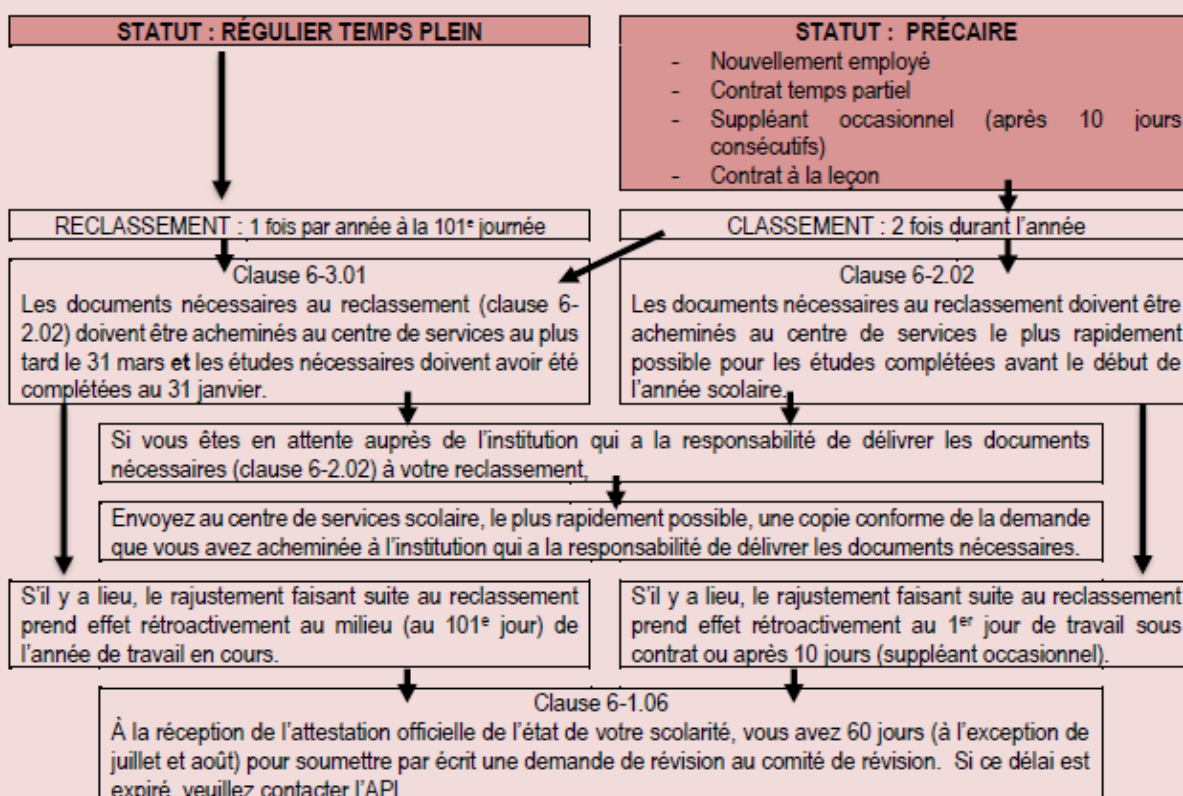 STATUT : RÉGULIER TEMPS PLEIN
STATUT : PRÉCAIRE
- Nouvellement employé
- Contrat temps partiel
- Suppléant occasionnel (après 10 jours
consécutifs)
- Contrat à la leçon
RECLASSEMENT : 1 fois par année à la 101e journée
CLASSEMENT : 2 fois durant l’année
Clause 6-3.01
Les documents nécessaires au reclassement (clause 6-
2.02) doivent être acheminés au centre de services au plus
tard le 31 mars et les études nécessaires doivent avoir été
complétées au 31 janvier.
Clause 6-2.02
Les documents nécessaires au reclassement doivent être
acheminés au centre de services le plus rapidement
possible pour les études complétées avant le début de
l’année scolaire.
Si vous êtes en attente auprès de l’institution qui a la responsabilité de délivrer les documents
nécessaires (clause 6-2.02) à votre reclassement,
Envoyez au centre de services scolaire, le plus rapidement possible, une copie conforme de la demande
que vous avez acheminée à l’institution qui a la responsabilité de délivrer les documents nécessaires.
S’il y a lieu, le rajustement faisant suite au reclassement
prend effet rétroactivement au milieu (au 101e jour) de
l’année de travail en cours.
S’il y a lieu, le rajustement faisant suite au reclassement
prend effet rétroactivement au 1er jour de travail sous
contrat ou après 10 jours (suppléant occasionnel).
Clause 6-1.06
À la réception de l’attestation officielle de l’état de votre scolarité, vous avez 60 jours (à l’exception de
juillet et août) pour soumettre par écrit une demande de révision au comité de révision. Si ce délai est
expiré, veuillez contacter l’API